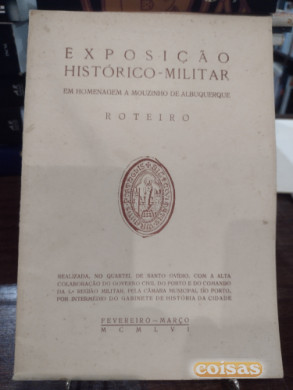 EXPOSIÇÃO
HISTÓRICO-MILITAR
EM HOMENAGEM A MOUZINHO DE ALBUQUERQUE
ROTEIRO
REALIZADA, NO QUARTEL DE SANTO OVÍDIO, COM A ALTA
COLABORAÇÃO DO GOVERNO CIVIL DO PORTO E DO COMANDO
DA 1.ª REGIÃO MILITAR, PELA CÂMARA MUNICIPAL DO PORTO,
POR INTERMÉDIO DO GABINETE DE HISTÓRIA DA CIDADE
FEVEREIRO-MARÇO
MCMLVI
coisas